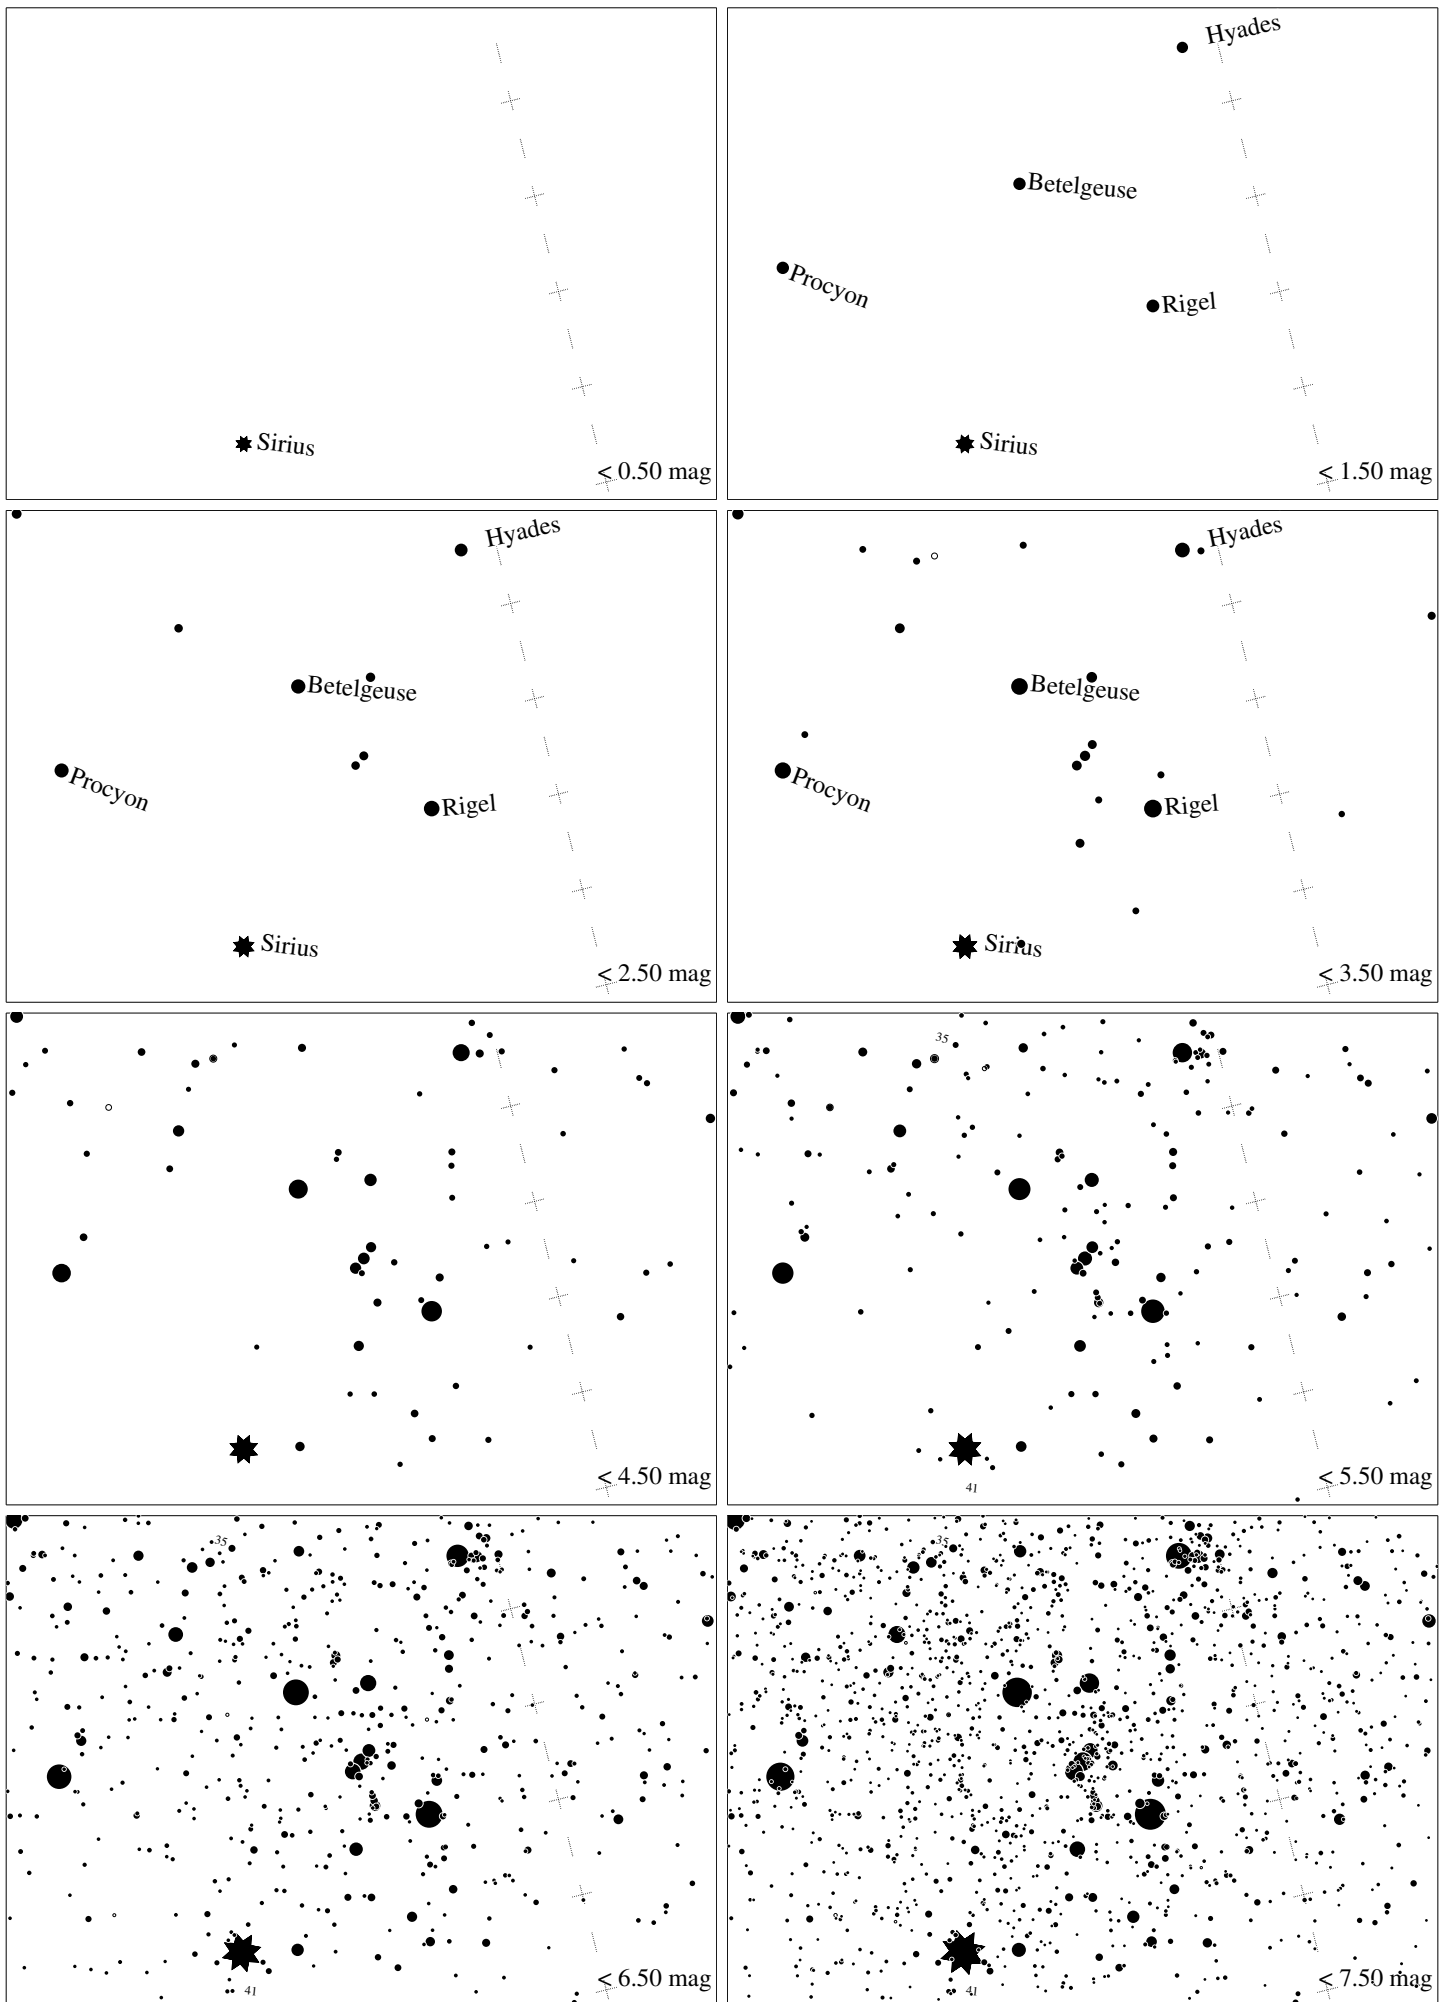 Sirius
< 0.50 mag
Hyades
Betelgeuse
Procyon
Rigel
Sirius
< 1.50 mag
Hyades
Betelgeuse
Procyon
Rigel
Sirius
< 2.50 mag
Hyades
Betelgeuse
Procyon
Rigel
Sirius
< 3.50 mag
< 4.50 mag
35
41
< 5.50 mag
35
41
< 6.50 mag
35
41
< 7.50 mag